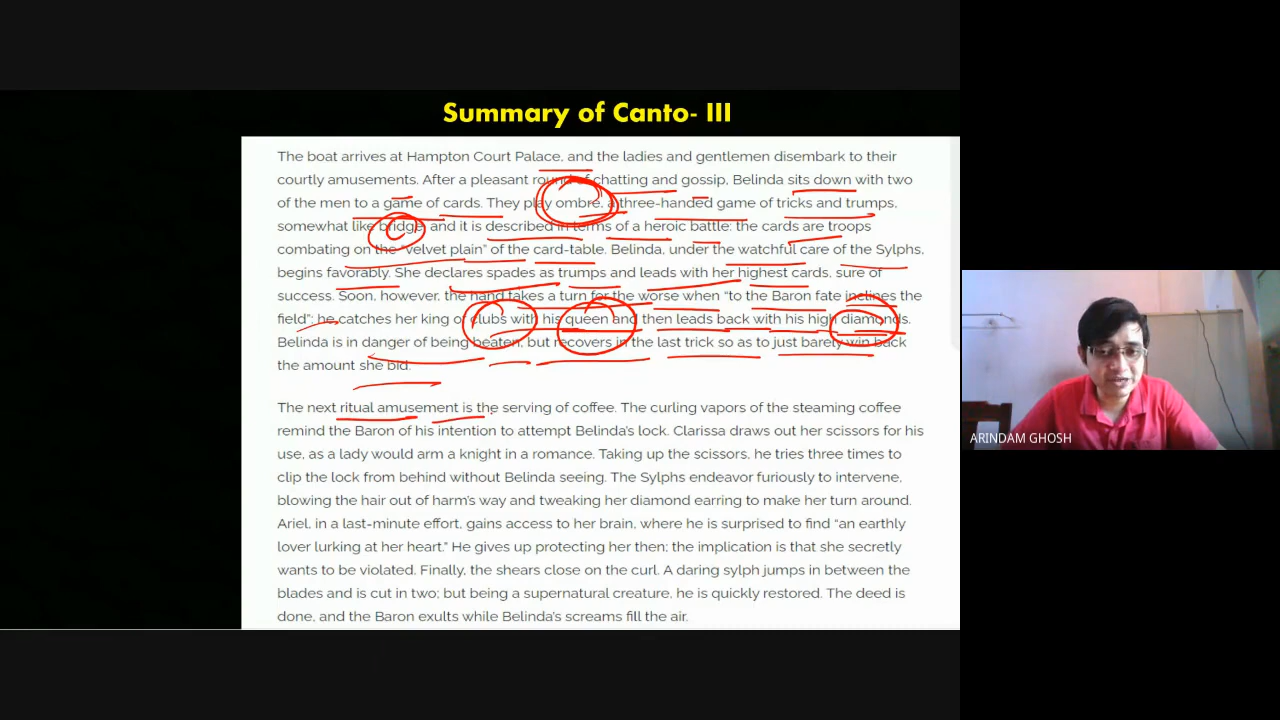 Summary of Canto- III
The boat arrives at Hampton Court Palace, and the ladies and gentlemen disembark to their
courtly amusements. After a pleasant round of chatting and gossip, Belinda sits down with two
of the men to a game of cards. They play ombre, a three-handed game of tricks and trumps,
somewhat like bridge, and it is described in terms of a heroic battle: the cards are troops
combating on the “velvet plain” of the card-table. Belinda, under the watchful care of the Sylphs,
begins favorably. She declares spades as trumps and leads with her highest cards, sure of
success. Soon, however, the hand takes a turn for the worse when “to the Baron fate inclines the
field”: he catches her king of clubs with his queen and then leads back with his high diamonds.
Belinda is in danger of being beaten, but recovers in the last trick so as to just barely win back
the amount she bid.
The next ritual amusement is the serving of coffee. The curling vapors of the steaming coffee
remind the Baron of his intention to attempt Belinda’s lock. Clarissa draws out her scissors for his
use, as a lady would arm a knight in a romance. Taking up the scissors, he tries three times to
clip the lock from behind without Belinda seeing. The Sylphs endeavor furiously to intervene,
blowing the hair out of harm’s way and tweaking her diamond earring to make her turn around.
Ariel, in a last-minute effort, gains access to her brain, where he is surprised to find “an earthly
lover lurking at her heart.” He gives up protecting her then; the implication is that she secretly
wants to be violated. Finally, the shears close on the curl. A daring sylph jumps in between the
blades and is cut in two; but being a supernatural creature, he is quickly restored. The deed is
done, and the Baron exults while Belinda’s screams fill the air.
ARINDAM GHOSH